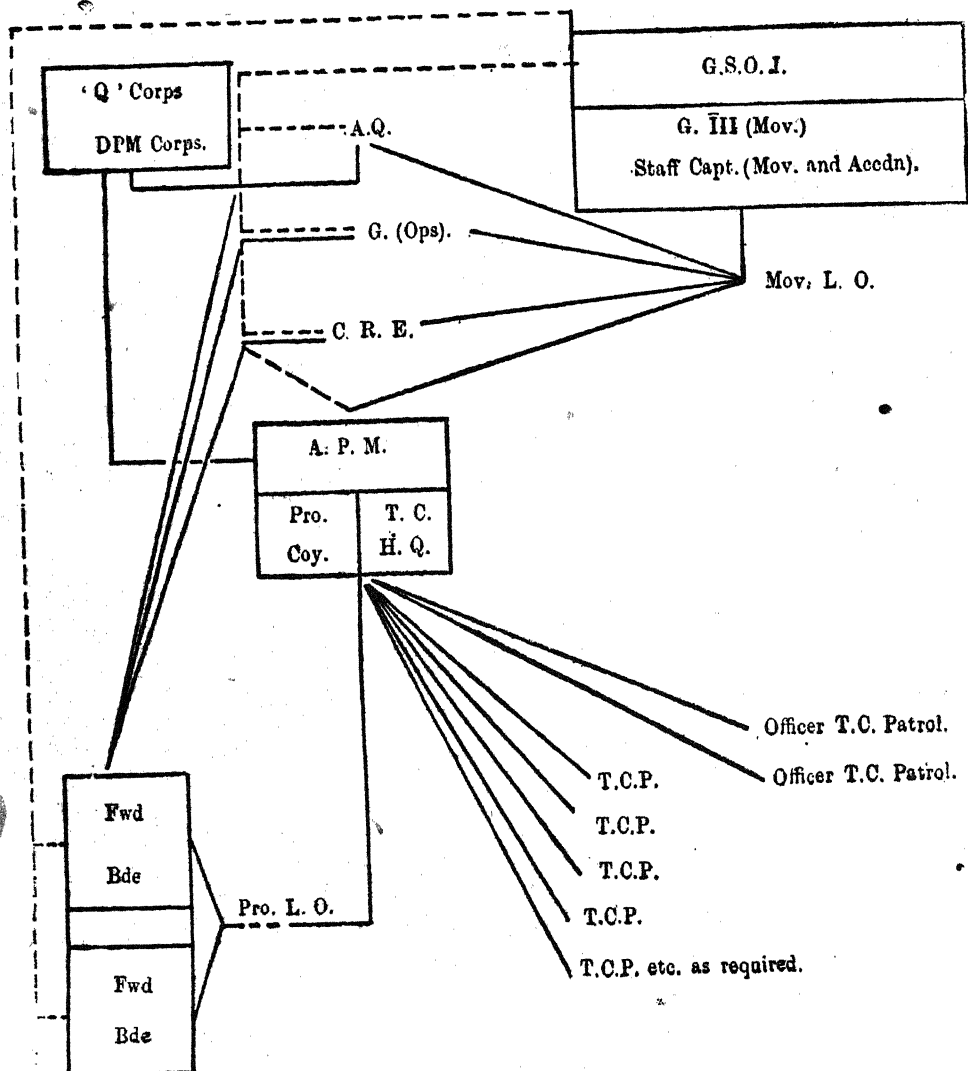 ‘Q’ Corps
DPM Corps.
G.S.O.I.
G. III (Mov.)
Staff Capt. (Mov. and Accdn).
A.Q.
G. (Ops).
Mov. L. O.
C. R. E.
A. P. M.
Pro.
Coy.
T. C.
H. Q.
Officer T.C. Patrol.
Officer T.C. Patrol.
T.C.P.
T.C.P.
T.C.P.
T.C.P.
T.C.P. etc. as required.
Fwd
Bde
Pro. L. O.
Fwd
Bde